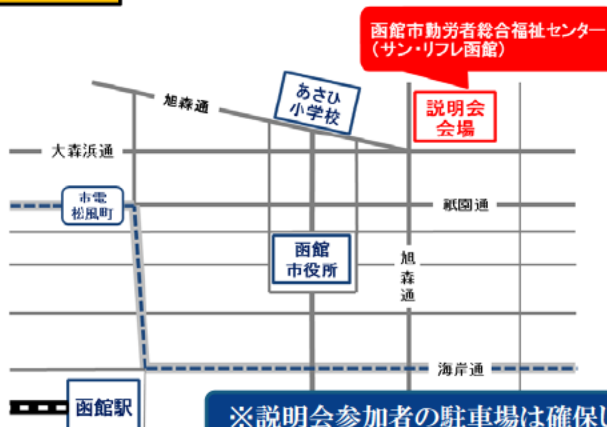 函館市勤労者総合福祉センター
（サン・リフレ函館）
説明会
会場
あさひ
小学校
旭森通
大森浜通
市電
松風町
祇園通
函館
市役所
旭森通
海岸通
函館駅
※説明会参加者の駐車場は確保し